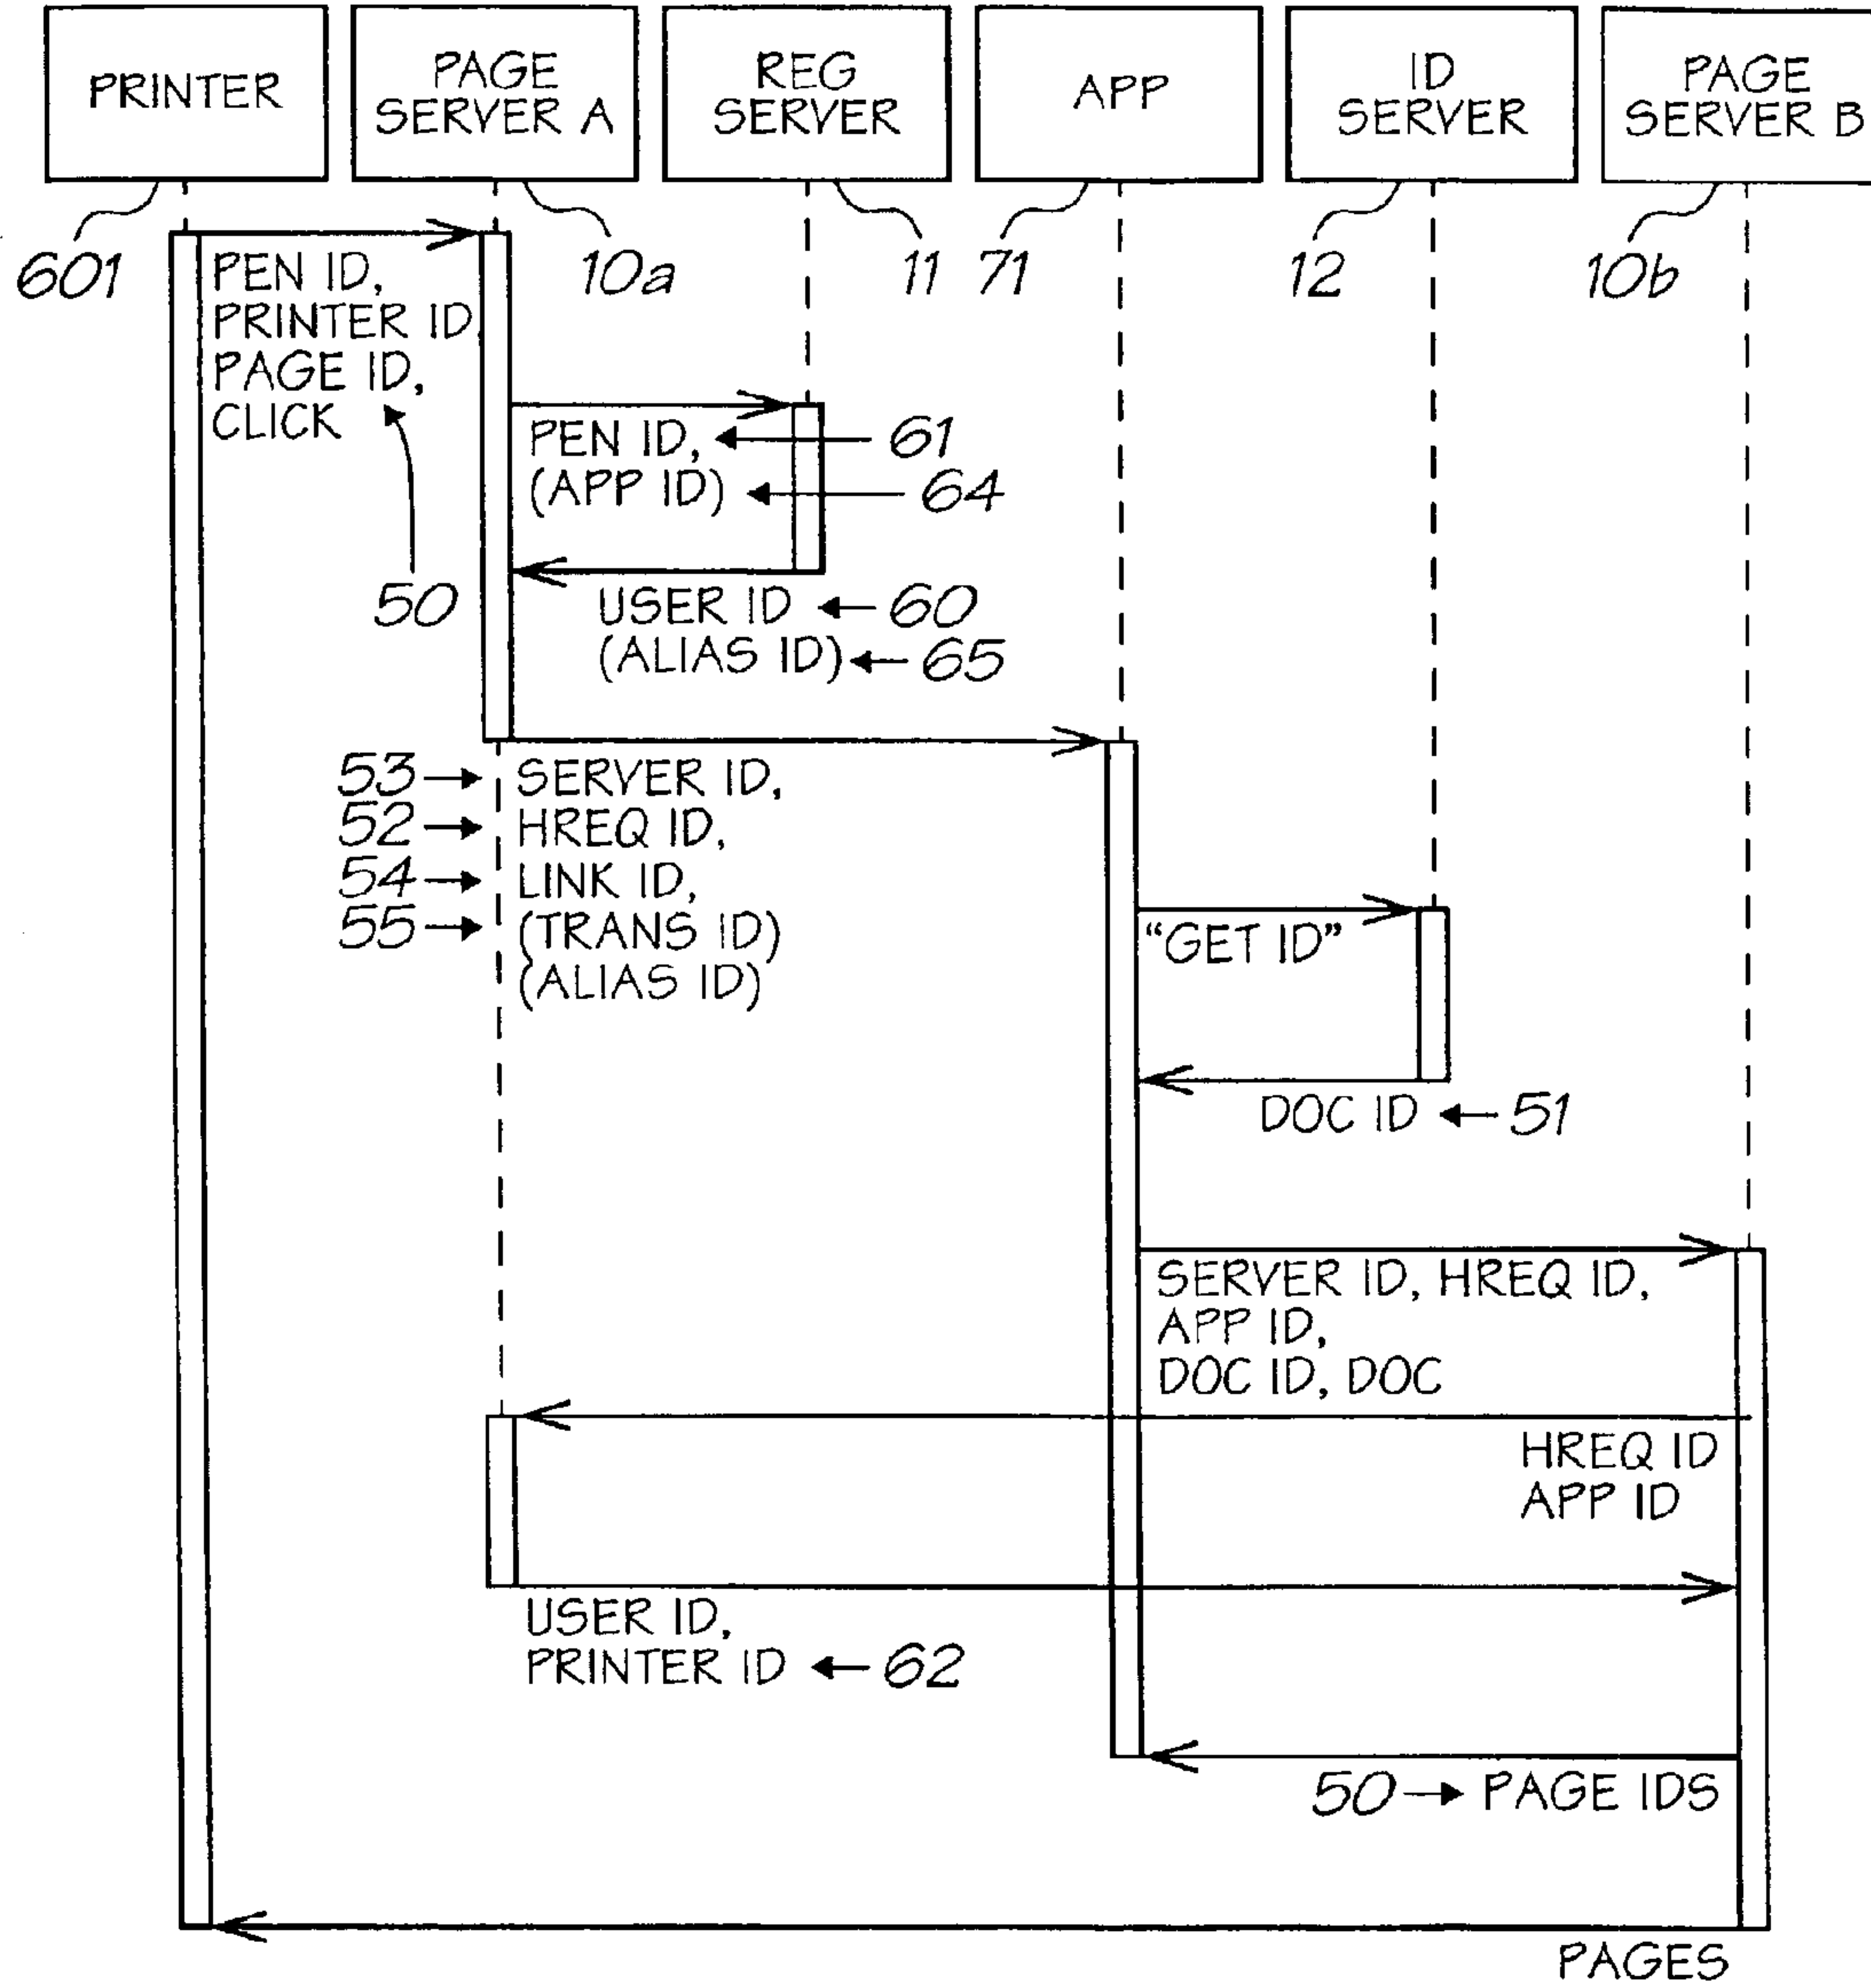 PRINTER
PAGE
SERVER A
REG
SERVER
APP
ID
SERVER
PAGE
SERVER B
601
10a
11
71
12
10b
PEN ID,
PRINTER ID
PAGE ID,
CLICK
50
PEN ID,
61
(APP ID)
64
USER ID
60
(ALIAS ID)
65
53
SERVER ID,
52
HREQ ID,
54
LINK ID,
55
(TRANS ID)
(ALIAS ID)
"GET ID"
DOC ID
51
SERVER ID, HREQ ID,
APP ID,
DOC ID, DOC
HREQ ID
APP ID
USER ID,
PRINTER ID
62
50
PAGE IDS
PAGES